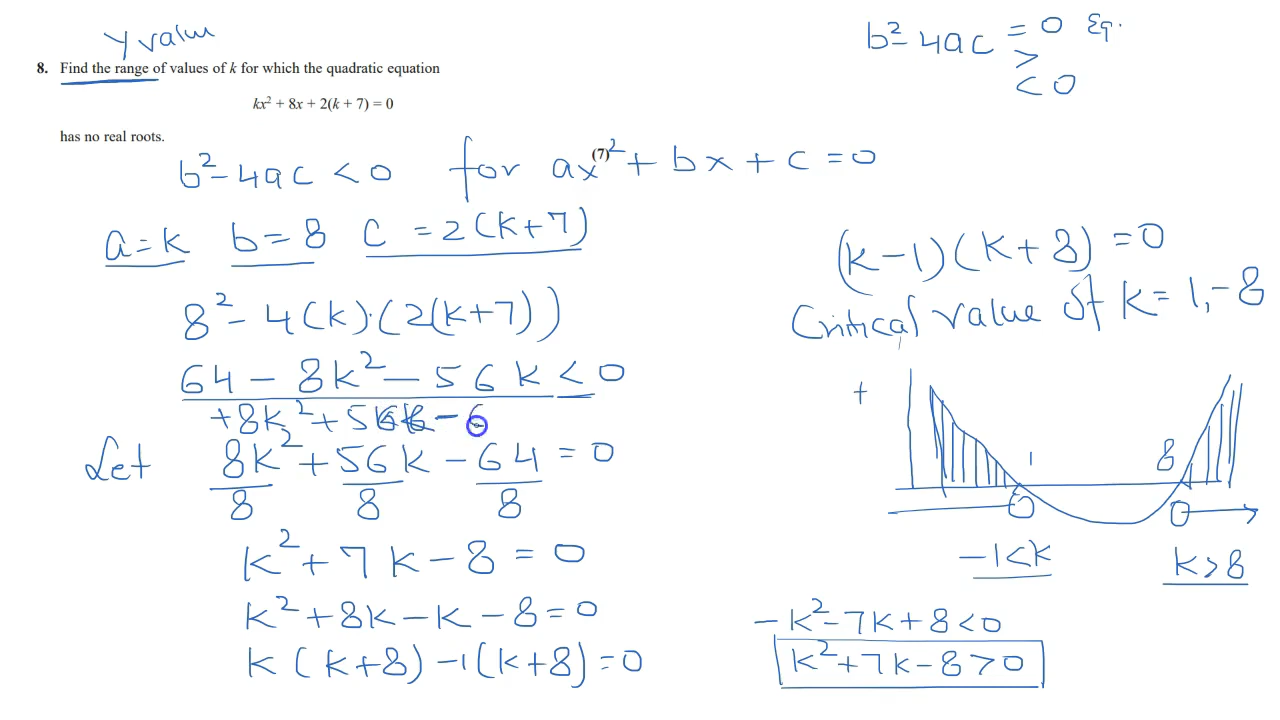 y value
b² - 4ac = 0 Eq.
>
< 0
8. Find the range of values of k for which the quadratic equation
kx² + 8x + 2(k + 7) = 0
has no real roots.
(7)
b² - 4ac < 0 for ax² + bx + c = 0
a = k b = 8 c = 2(k+7)
8² - 4(k)·(2(k+7))
64 - 8k² - 56k < 0
+8k² + 56k - 6
Let 8k² + 56k - 64 = 0
8 8 8
k² + 7k - 8 = 0
k² + 8k - k - 8 = 0
k(k+8) - 1(k+8) = 0
(k-1)(k+8) = 0
Critical value of k = 1, -8
+
1 8
-1 < k k > 8
-k² - 7k + 8 < 0
k² + 7k - 8 > 0